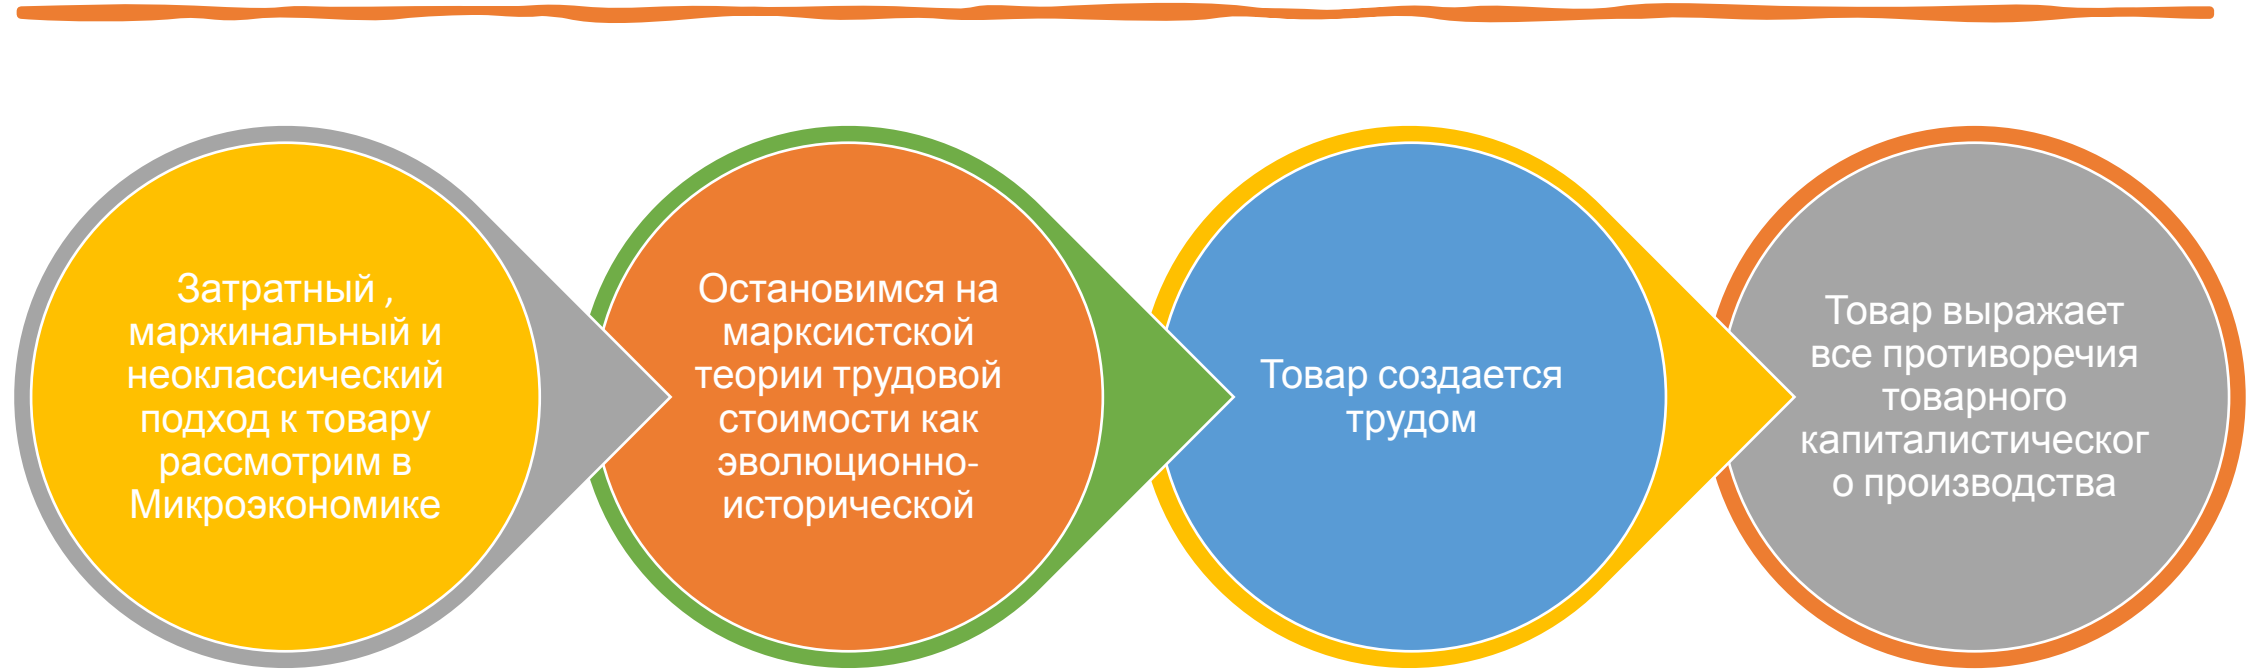 Затратный ,
маржинальный и
неоклассический
подход к товару
рассмотрим в
Микроэкономике
Остановимся на
марксистской
теории трудовой
стоимости как
эволюционно-
исторической
Товар создается
трудом
Товар выражает
все противоречия
товарного
капиталистическог
о производства